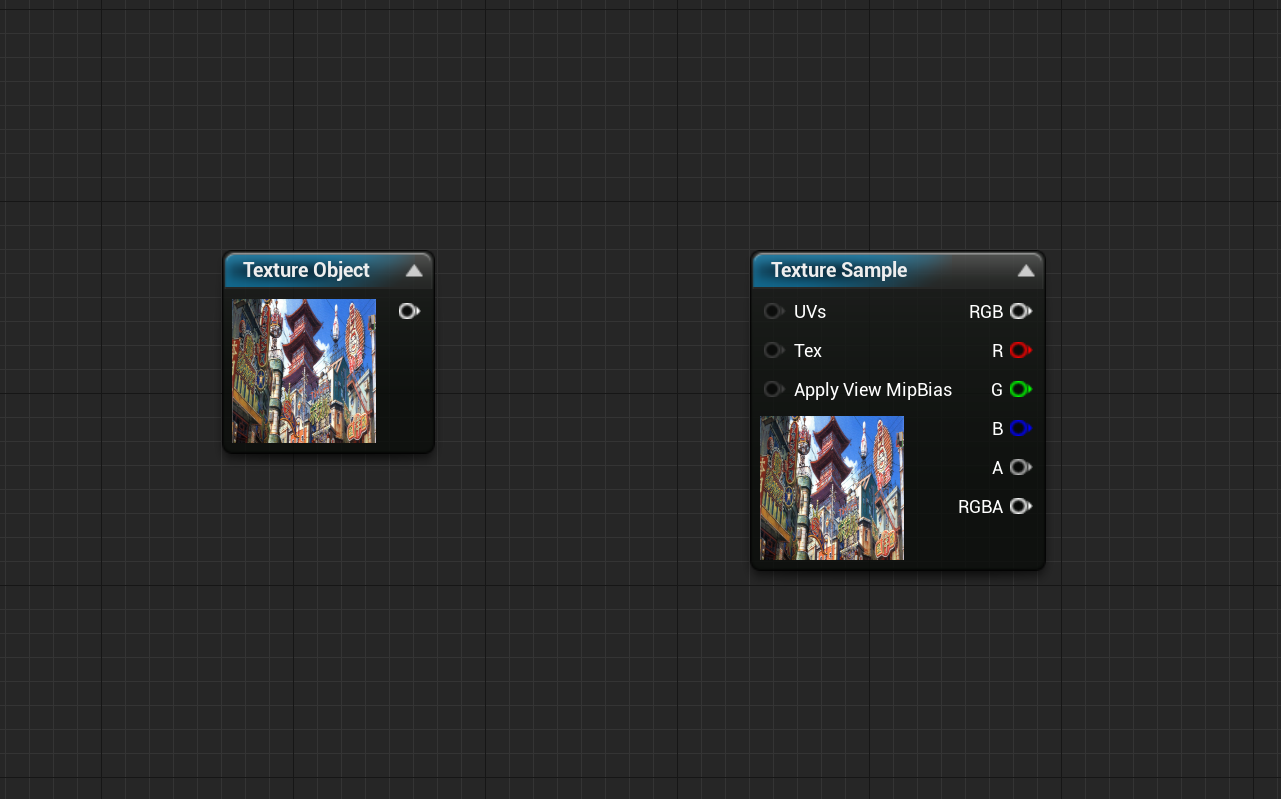 Texture Object
Texture Sample
UVs
RGB
Tex
R
Apply View MipBias
G
B
A
RGBA